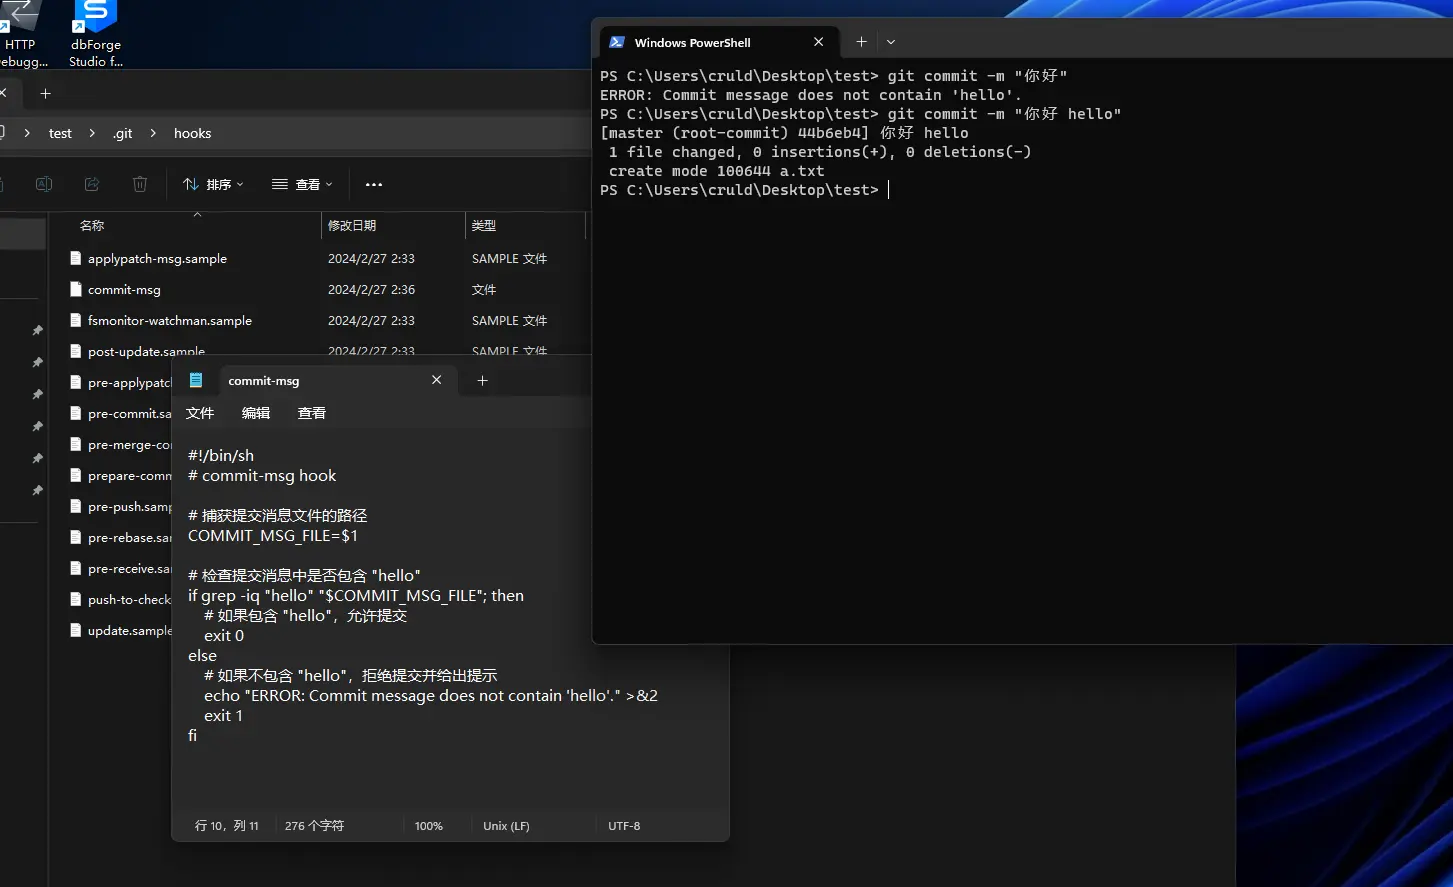 HTTP
ebugg...
dbForge
Studio f...
test
.git
hooks
排序
查看
名称
修改日期
类型
applypatch-msg.sample
2024/2/27 2:33
SAMPLE 文件
commit-msg
2024/2/27 2:36
文件
fsmonitor-watchman.sample
2024/2/27 2:33
SAMPLE 文件
post-update.sample
2024/2/27 2:33
SAMPLE 文件
pre-applypatc
pre-commit.sa
pre-merge-co
prepare-comm
pre-push.samp
pre-rebase.sa
pre-receive.sa
push-to-check
update.sample
commit-msg
文件 编辑 查看
#!/bin/sh
# commit-msg hook
# 捕获提交消息文件的路径
COMMIT_MSG_FILE=$1
# 检查提交消息中是否包含 "hello"
if grep -iq "hello" "$COMMIT_MSG_FILE"; then
# 如果包含 "hello"，允许提交
exit 0
else
# 如果不包含 "hello"，拒绝提交并给出提示
echo "ERROR: Commit message does not contain 'hello'." >&2
exit 1
fi
行 10，列 11
276 个字符
100%
Unix (LF)
UTF-8
Windows PowerShell
PS C:\Users\cruld\Desktop\test> git commit -m "你好"
ERROR: Commit message does not contain 'hello'.
PS C:\Users\cruld\Desktop\test> git commit -m "你好 hello"
[master (root-commit) 44b6eb4] 你好 hello
1 file changed, 0 insertions(+), 0 deletions(-)
create mode 100644 a.txt
PS C:\Users\cruld\Desktop\test>